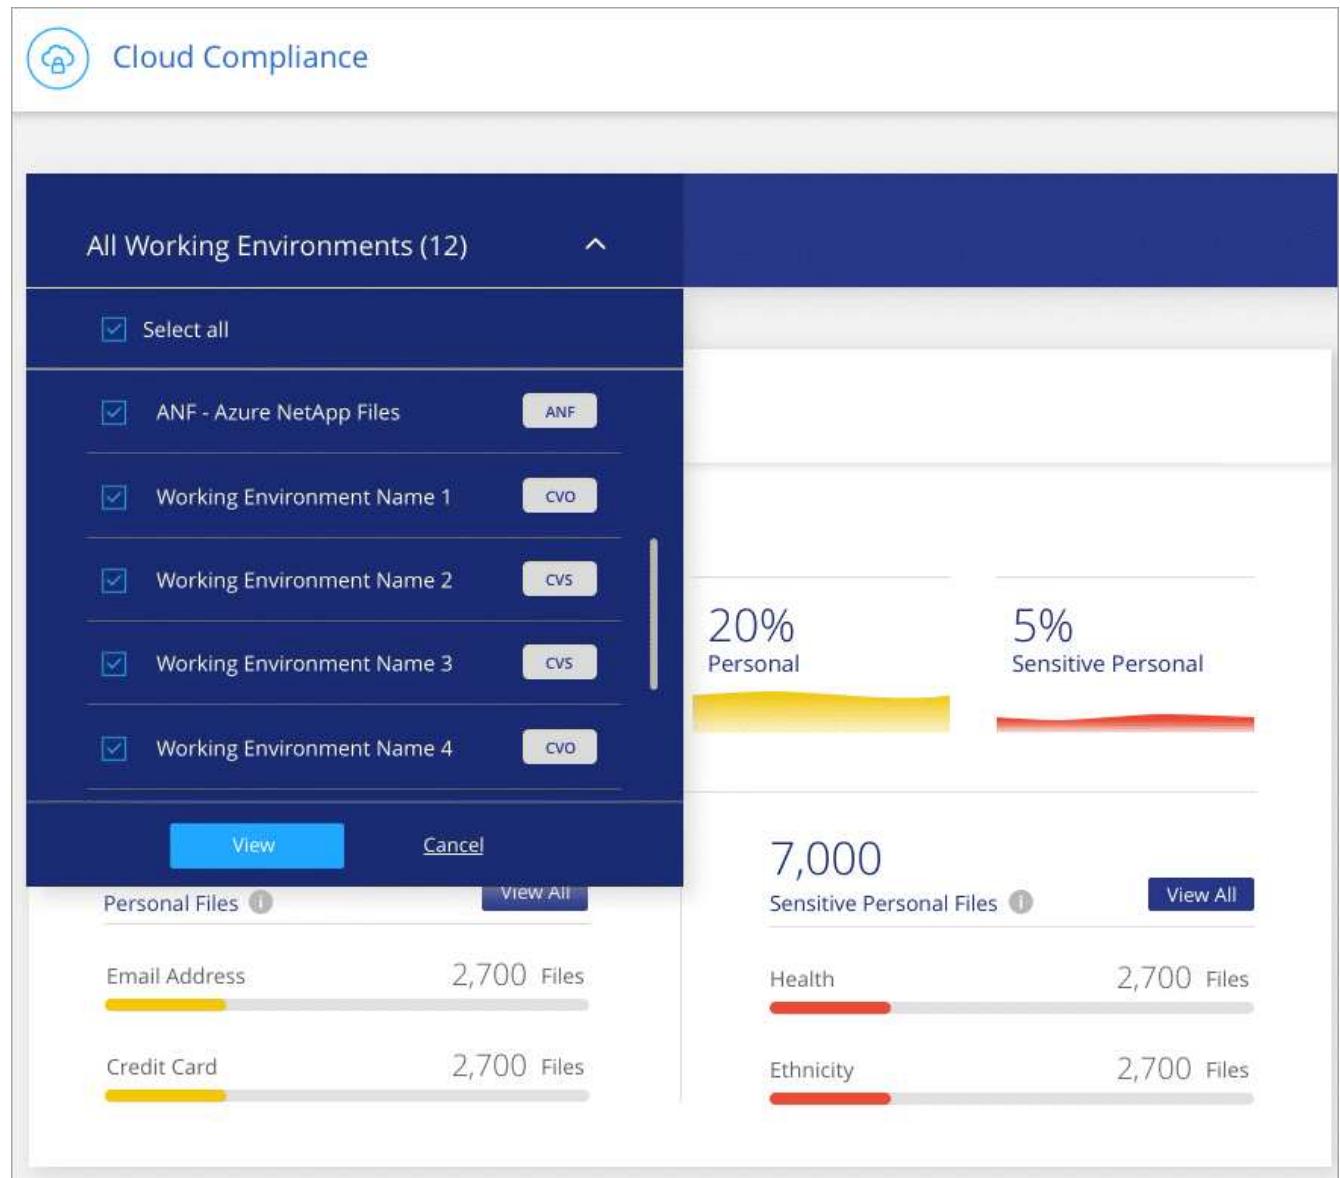 Cloud Compliance
All Working Environments (12)
Select all
ANF - Azure NetApp Files ANF
Working Environment Name 1 CVO
Working Environment Name 2 CVS
Working Environment Name 3 CVS
Working Environment Name 4 CVO
View Cancel
20%
Personal
5%
Sensitive Personal
Personal Files i View All
Email Address 2,700 Files
Credit Card 2,700 Files
7,000
Sensitive Personal Files i View All
Health 2,700 Files
Ethnicity 2,700 Files